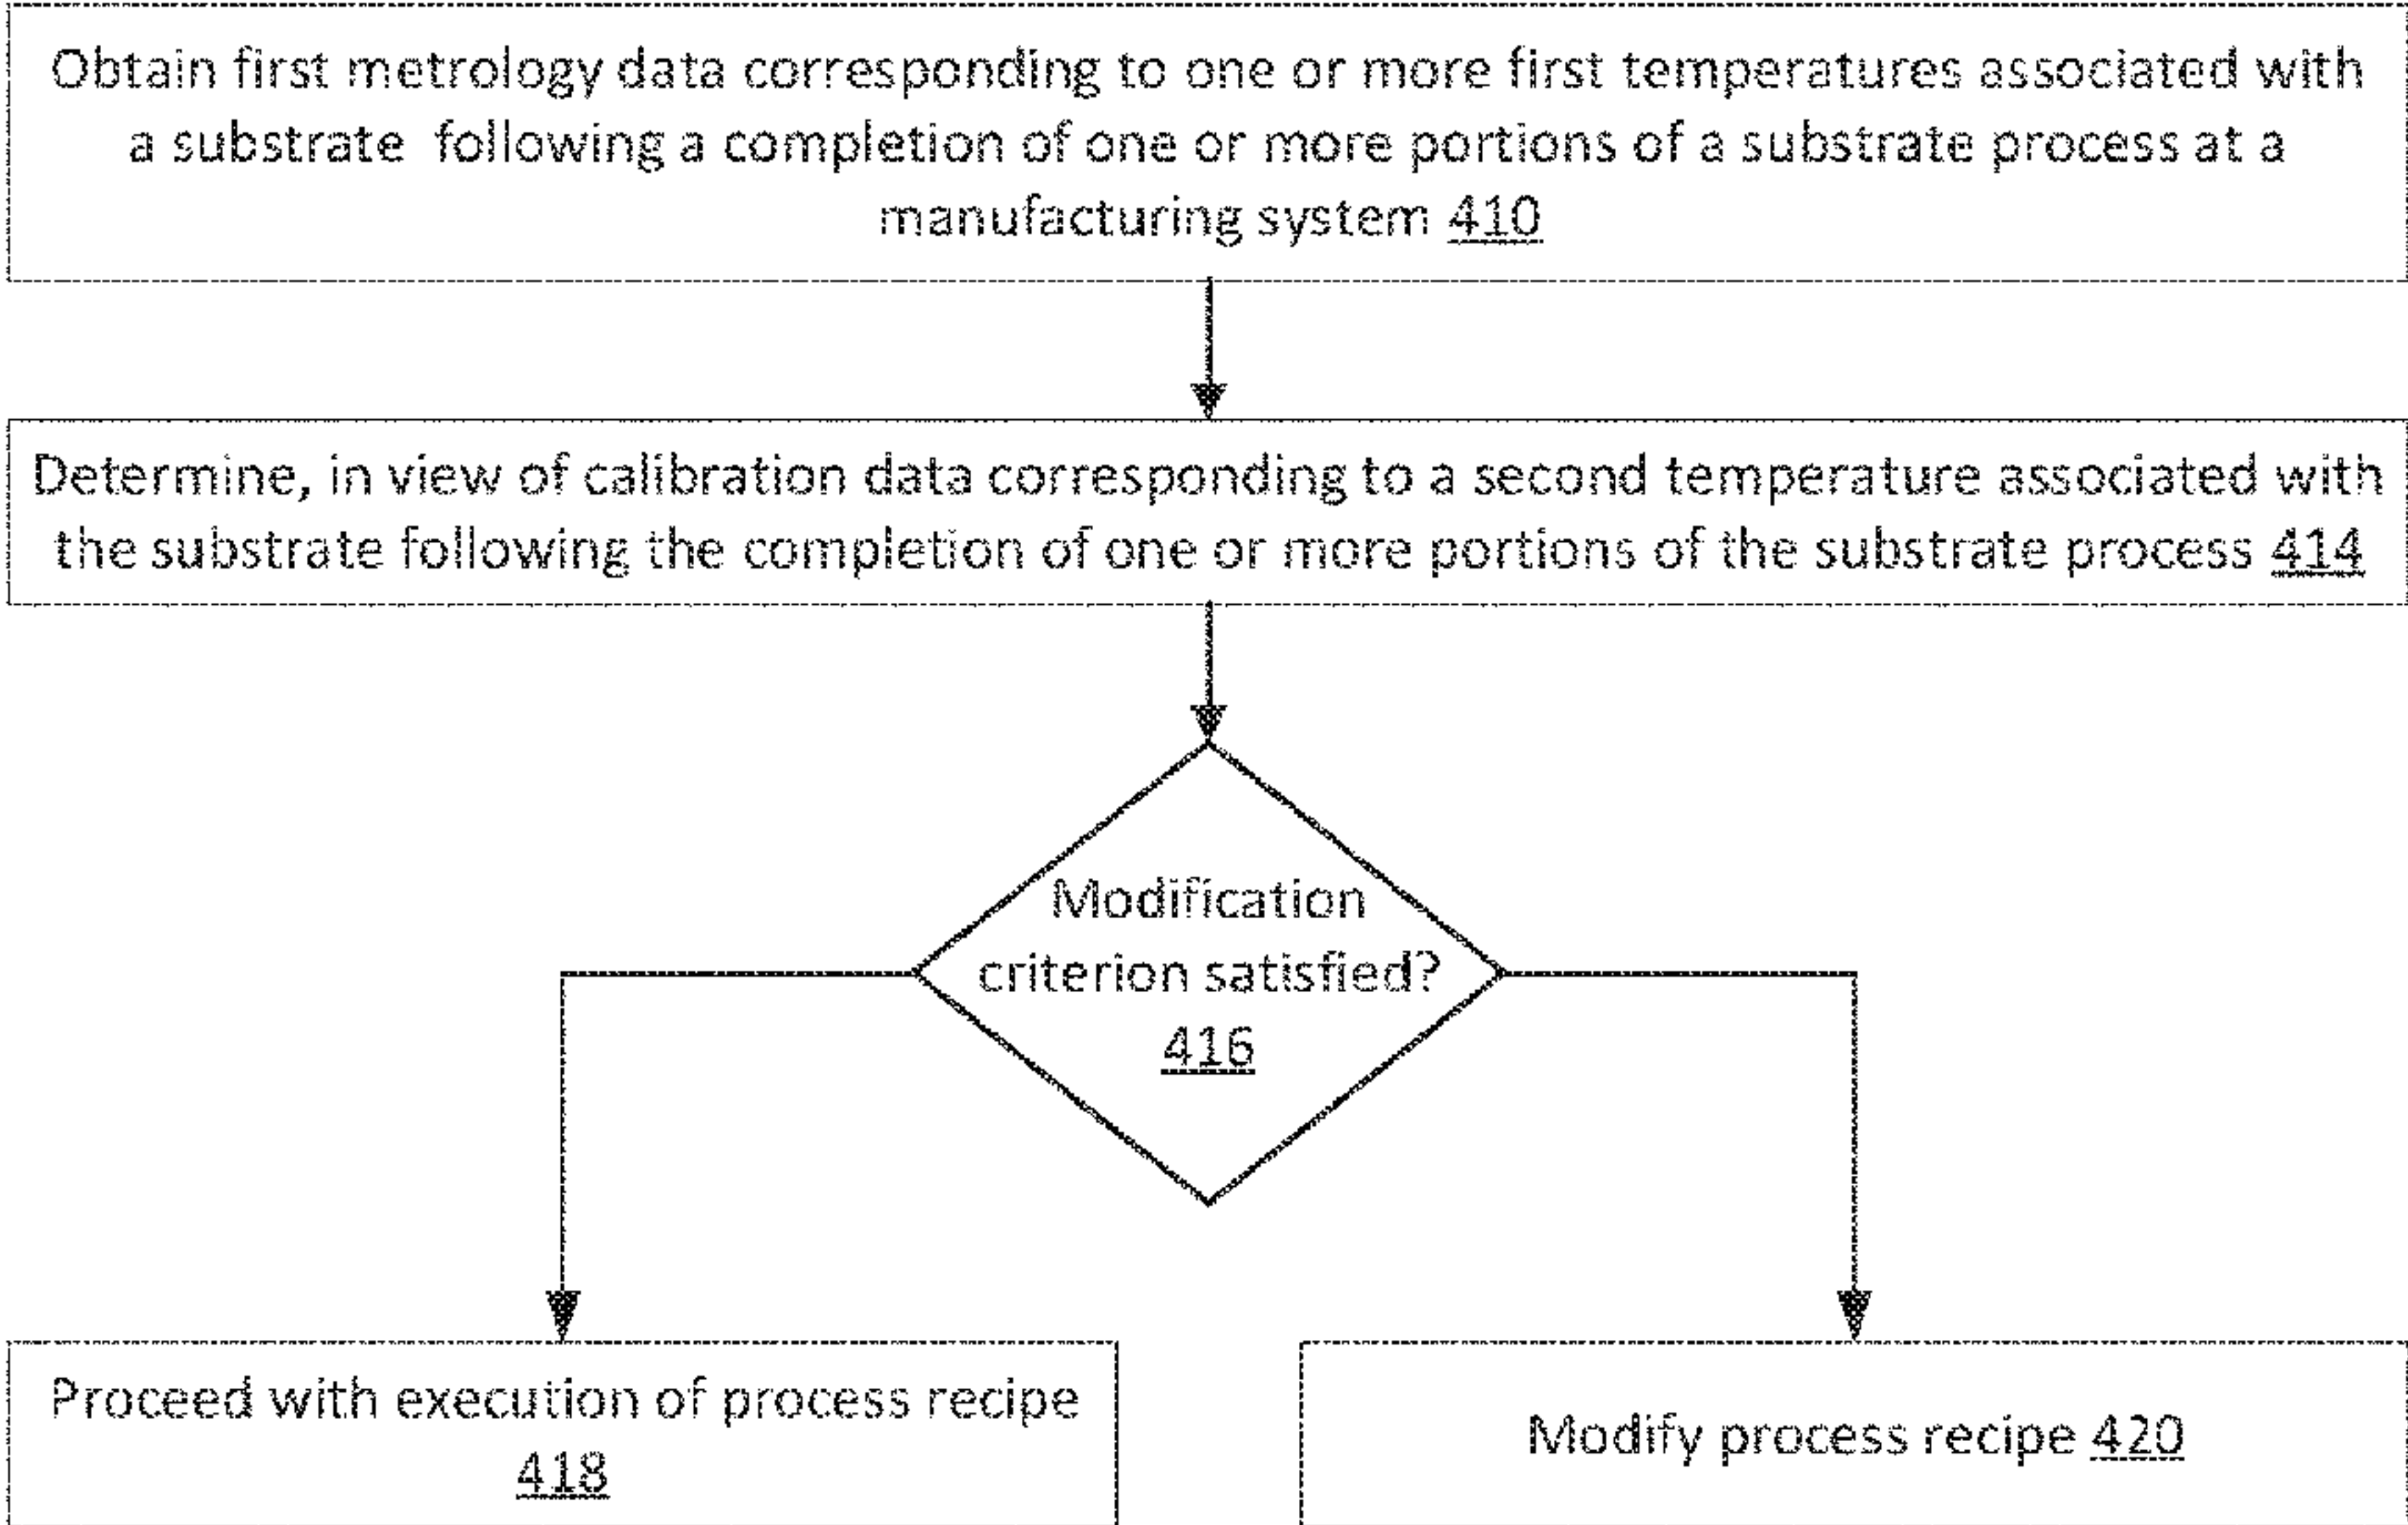 Obtain first metrology data corresponding to one or more first temperatures associated with
a substrate following a completion of one or more portions of a substrate process at a
manufacturing system 410
Determine, in view of calibration data corresponding to a second temperature associated with
the substrate following the completion of one or more portions of the substrate process 414
Modification
criterion satisfied?
416
Proceed with execution of process recipe
418
Modify process recipe 420